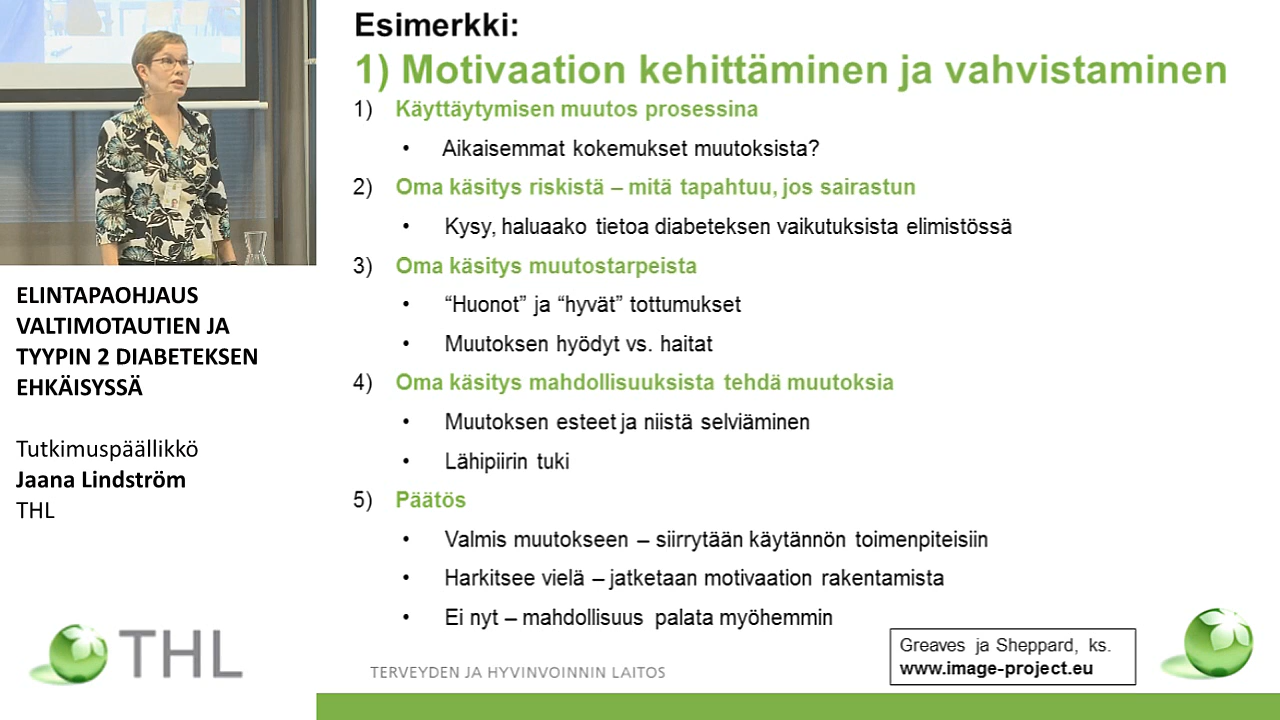 ELINTAPAOHJAUS
VALTIMOTAUTIEN JA
TYYPIN 2 DIABETEKSEN
EHKÄISYSSÄ
Tutkimuspäällikkö
Jaana Lindström
THL
THL
Esimerkki:
1) Motivaation kehittäminen ja vahvistaminen
1) Käyttäytymisen muutos prosessina
• Aikaisemmat kokemukset muutoksista?
2) Oma käsitys riskistä – mitä tapahtuu, jos sairastun
• Kysy, haluaako tietoa diabeteksen vaikutuksista elimistössä
3) Oma käsitys muutostarpeista
• “Huonot” ja “hyvät” tottumukset
• Muutoksen hyödyt vs. haitat
4) Oma käsitys mahdollisuuksista tehdä muutoksia
• Muutoksen esteet ja niistä selviäminen
• Lähipiirin tuki
5) Päätös
• Valmis muutokseen – siirrytään käytännön toimenpiteisiin
• Harkitsee vielä – jatketaan motivaation rakentamista
• Ei nyt – mahdollisuus palata myöhemmin
Greaves ja Sheppard, ks.
www.image-project.eu
TERVEYDEN JA HYVINVOINNIN LAITOS